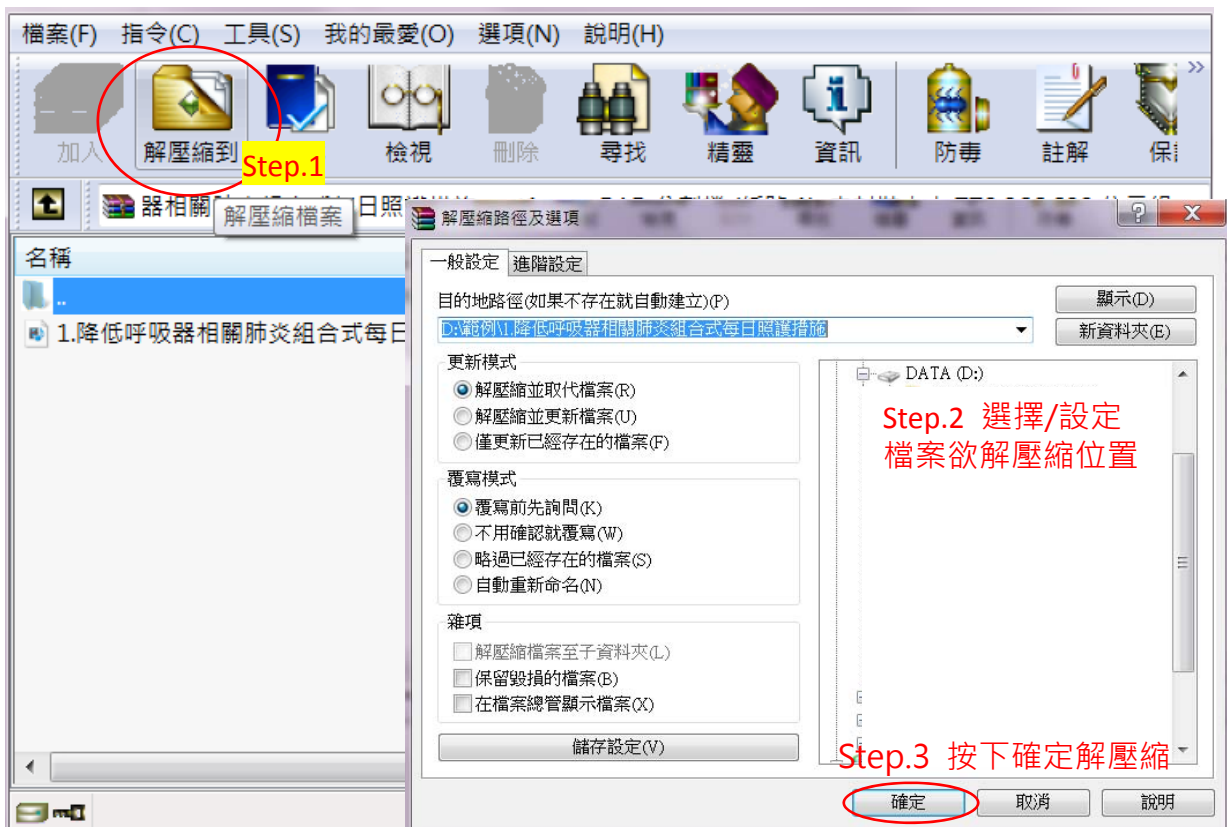 檔案(F) 指令(C) 工具(S) 我的最愛(O) 選項(N) 說明(H)
加入 解壓縮到 檢視 刪除 尋找 精靈 資訊 防毒 註解
Step.1
器相關
解壓縮檔案
日照
解壓縮路徑及選項
名稱
..
1.降低呼吸器相關肺炎組合式每日
一般設定 進階設定
目的地路徑(如果不存在就自動建立)(P)
顯示(D)
D:\範例\1.降低呼吸器相關肺炎組合式每日照護措施
新資料夾(E)
更新模式
解壓縮並取代檔案(R)
解壓縮並更新檔案(U)
僅更新已經存在的檔案(F)
覆寫模式
覆寫前先詢問(K)
不用確認就覆寫(W)
略過已經存在的檔案(S)
自動重新命名(N)
雜項
解壓縮檔案至子資料夾(L)
保留毀損的檔案(B)
在檔案總管顯示檔案(X)
儲存設定(V)
DATA (D:)
Step.2 選擇/設定
檔案欲解壓縮位置
Step.3 按下確定解壓縮
確定 取消 說明